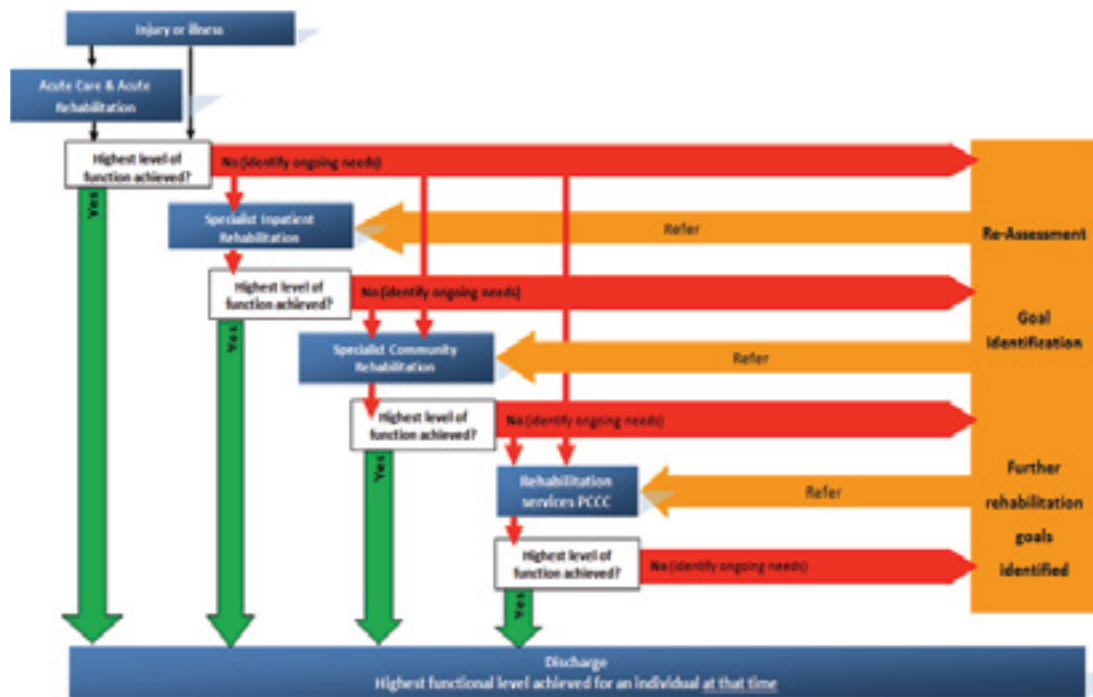 Injury or illness
Acute Care & Acute
Rehabilitation
Highest level of
function achieved?
No (identify ongoing needs)
Yes
Specialist Inpatient
Rehabilitation
Refer
Re-Assessment
Highest level of
function achieved?
No (identify ongoing needs)
Yes
Goal
identification
Specialist Community
Rehabilitation
Refer
Highest level of
function achieved?
No (identify ongoing needs)
Yes
Rehabilitation
services PCCC
Refer
Further
rehabilitation
goals
identified
Highest level of
function achieved?
No (identify ongoing needs)
Yes
Discharge
Highest functional level achieved for an individual at that time